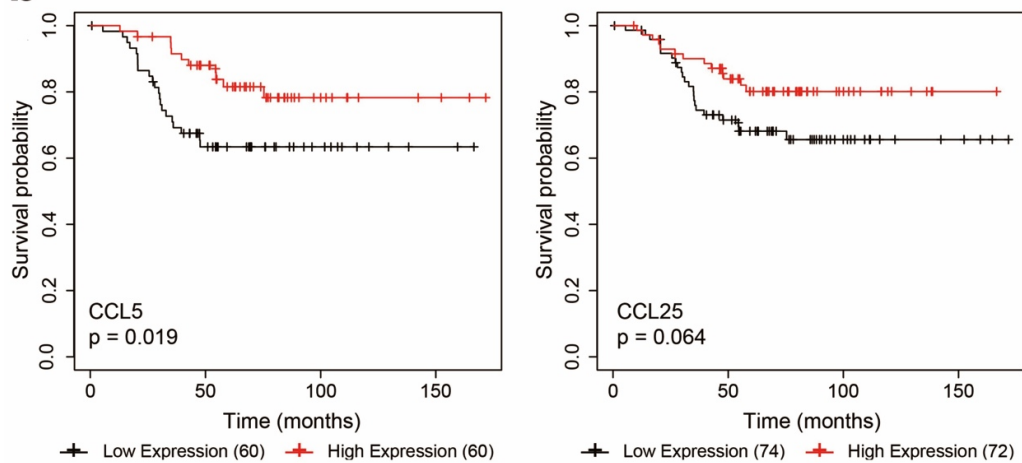 Survival probability
1.0
0.8
0.6
0.4
0.2
0.0
CCL5
p = 0.019
0 50 100 150
Time (months)
Low Expression (60) High Expression (60)
Survival probability
1.0
0.8
0.6
0.4
0.2
0.0
CCL25
p = 0.064
0 50 100 150
Time (months)
Low Expression (74) High Expression (72)